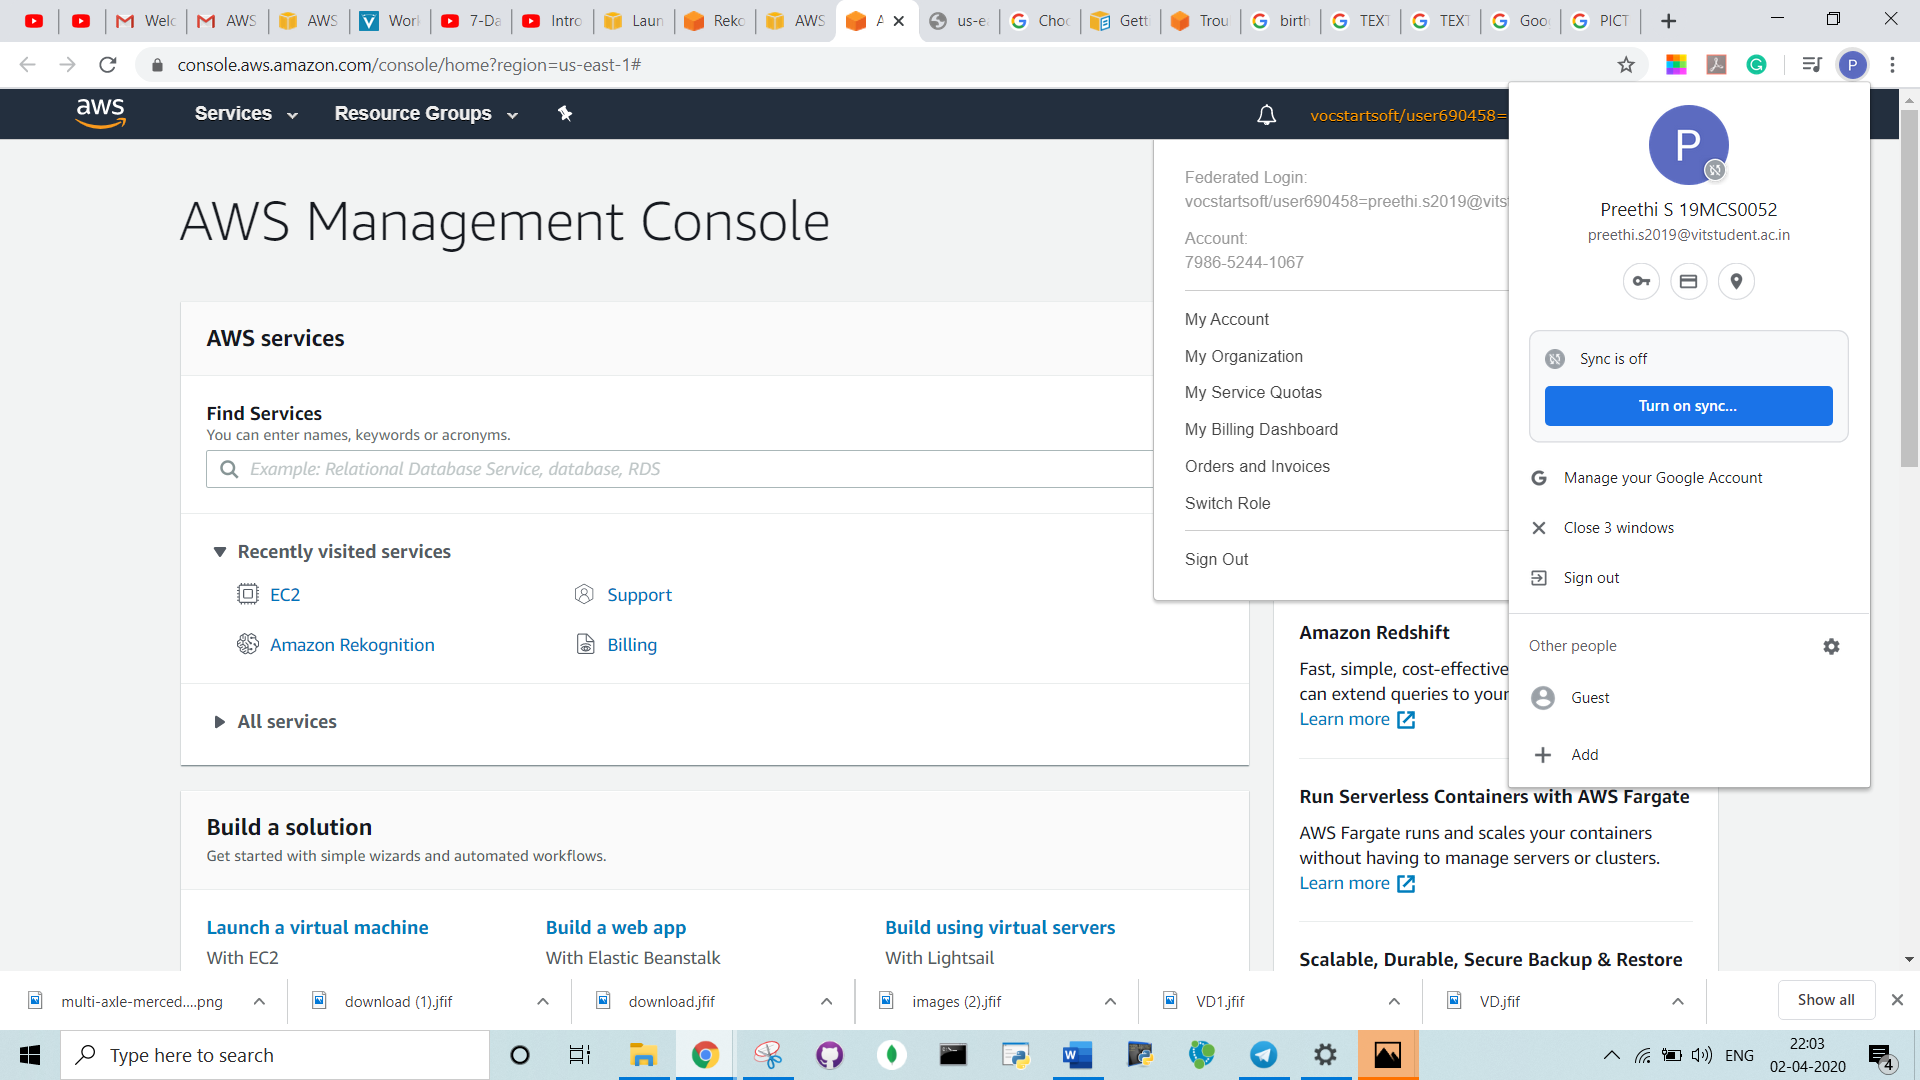 Welc
AWS
AWS
Work
7-Da
Intro
Laun
Reko
AWS
A
us-ea
Choo
Getti
Trou
birth
TEXT
TEXT
Goo
PICT
console.aws.amazon.com/console/home?region=us-east-1#
P
aws
Services
Resource Groups
vocstartsoft/user690458=
AWS Management Console
AWS services
Find Services
You can enter names, keywords or acronyms.
Example: Relational Database Service, database, RDS
Recently visited services
EC2
Support
Amazon Rekognition
Billing
All services
Build a solution
Get started with simple wizards and automated workflows.
Launch a virtual machine
With EC2
Build a web app
With Elastic Beanstalk
Build using virtual servers
With Lightsail
Federated Login:
vocstartsoft/user690458=preethi.s2019@vits
Account:
7986-5244-1067
My Account
My Organization
My Service Quotas
My Billing Dashboard
Orders and Invoices
Switch Role
Sign Out
P
Preethi S 19MCS0052
preethi.s2019@vitstudent.ac.in
Sync is off
Turn on sync...
Manage your Google Account
Close 3 windows
Sign out
Other people
Guest
Add
Amazon Redshift
Fast, simple, cost-effective
can extend queries to your
Learn more
Run Serverless Containers with AWS Fargate
AWS Fargate runs and scales your containers
without having to manage servers or clusters.
Learn more
Scalable, Durable, Secure Backup & Restore
multi-axle-merced....png
download (1).jfif
download.jfif
images (2).jfif
VD1.jfif
VD.jfif
Show all
Type here to search
ENG
22:03
02-04-2020
4